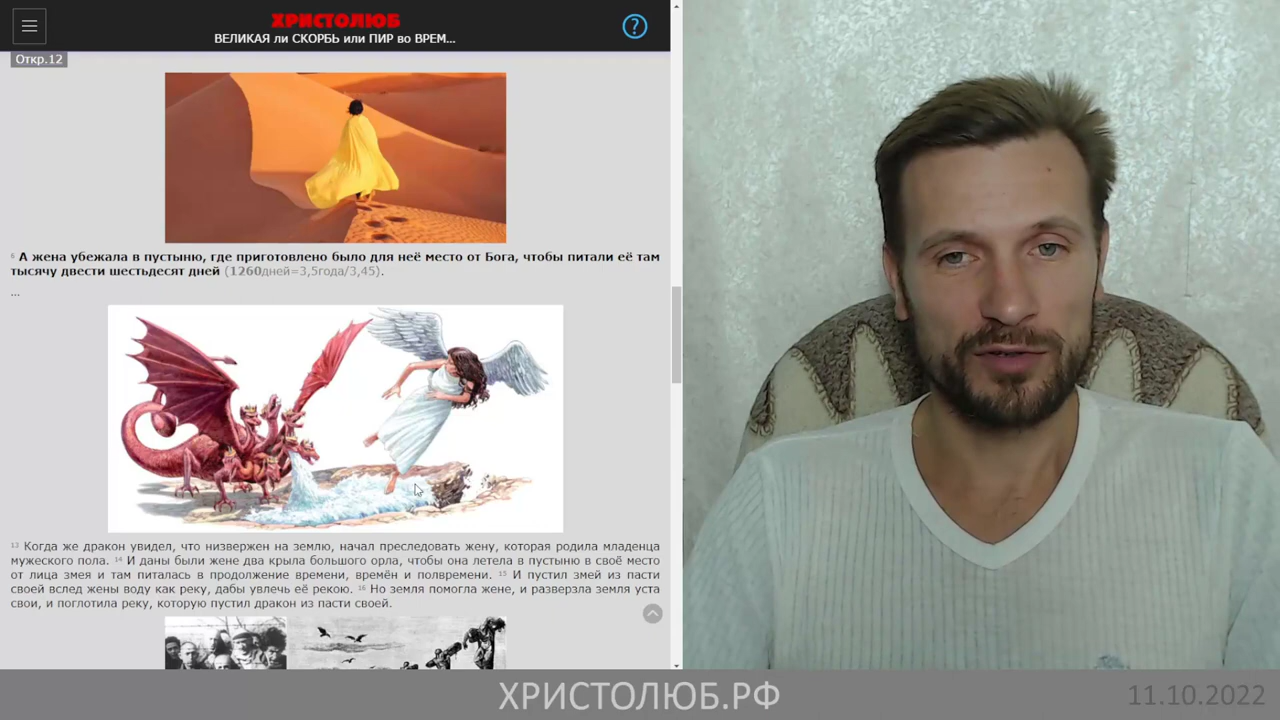 ХРИСТОЛЮБ
ВЕЛИКАЯ ли СКОРБЬ или ПИР во ВРЕМ...
?
Откр.12
6 А жена убежала в пустыню, где приготовлено было для неё место от Бога, чтобы питали её там
тысячу двести шестьдесят дней (1260дней=3,5года/3,45).
...
13 Когда же дракон увидел, что низвержен на землю, начал преследовать жену, которая родила младенца
мужеского пола. 14 И даны были жене два крыла большого орла, чтобы она летела в пустыню в своё место
от лица змея и там питалась в продолжение времени, времён и полвремени. 15 И пустил змей из пасти
своей вслед жены воду как реку, дабы увлечь её рекою. 16 Но земля помогла жене, и разверзла земля уста
свои, и поглотила реку, которую пустил дракон из пасти своей.
ХРИСТОЛЮБ.РФ
11.10.2022